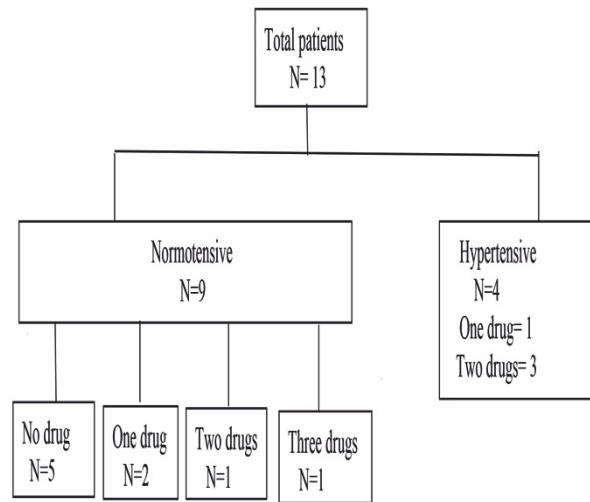 Total patients
N= 13
Normotensive
N=9
Hypertensive
N=4
One drug= 1
Two drugs= 3
No drug
N=5
One drug
N=2
Two drugs
N=1
Three drugs
N=1